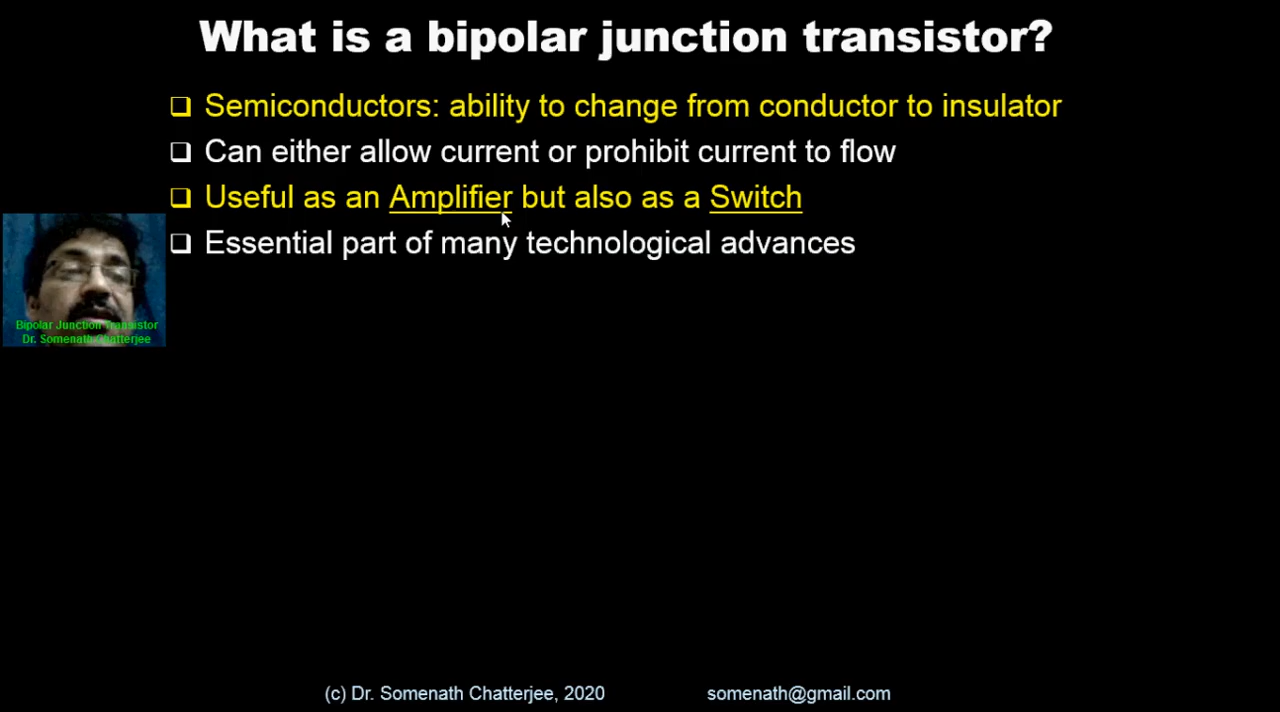 What is a bipolar junction transistor?
Semiconductors: ability to change from conductor to insulator
Can either allow current or prohibit current to flow
Useful as an Amplifier but also as a Switch
Essential part of many technological advances
Bipolar Junction Transistor
Dr. Somenath Chatterjee
(c) Dr. Somenath Chatterjee, 2020 somenath@gmail.com